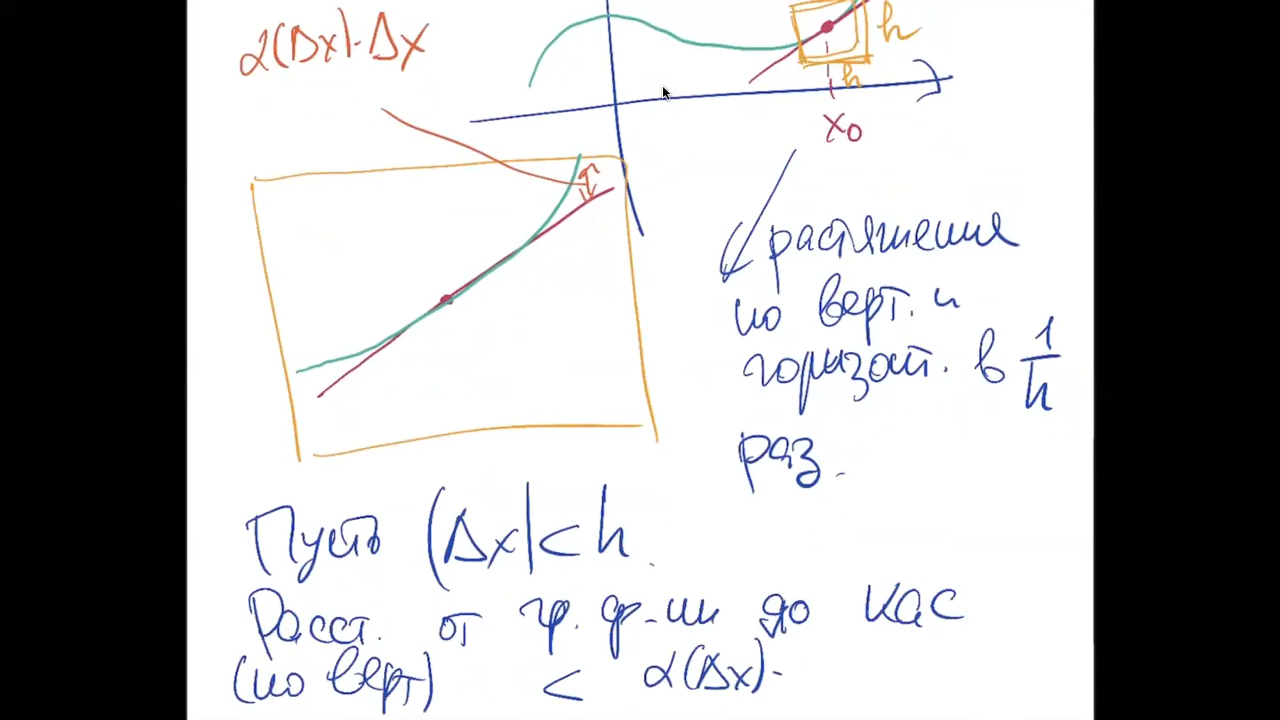 α(Δx)·Δx
h
h
x₀
растяжения
по верт. и
горизонт. в 1/h
раз.
Пусть |Δx|<h.
Расст. от гр. ф-ии до кас
(по верт) < α(Δx)·